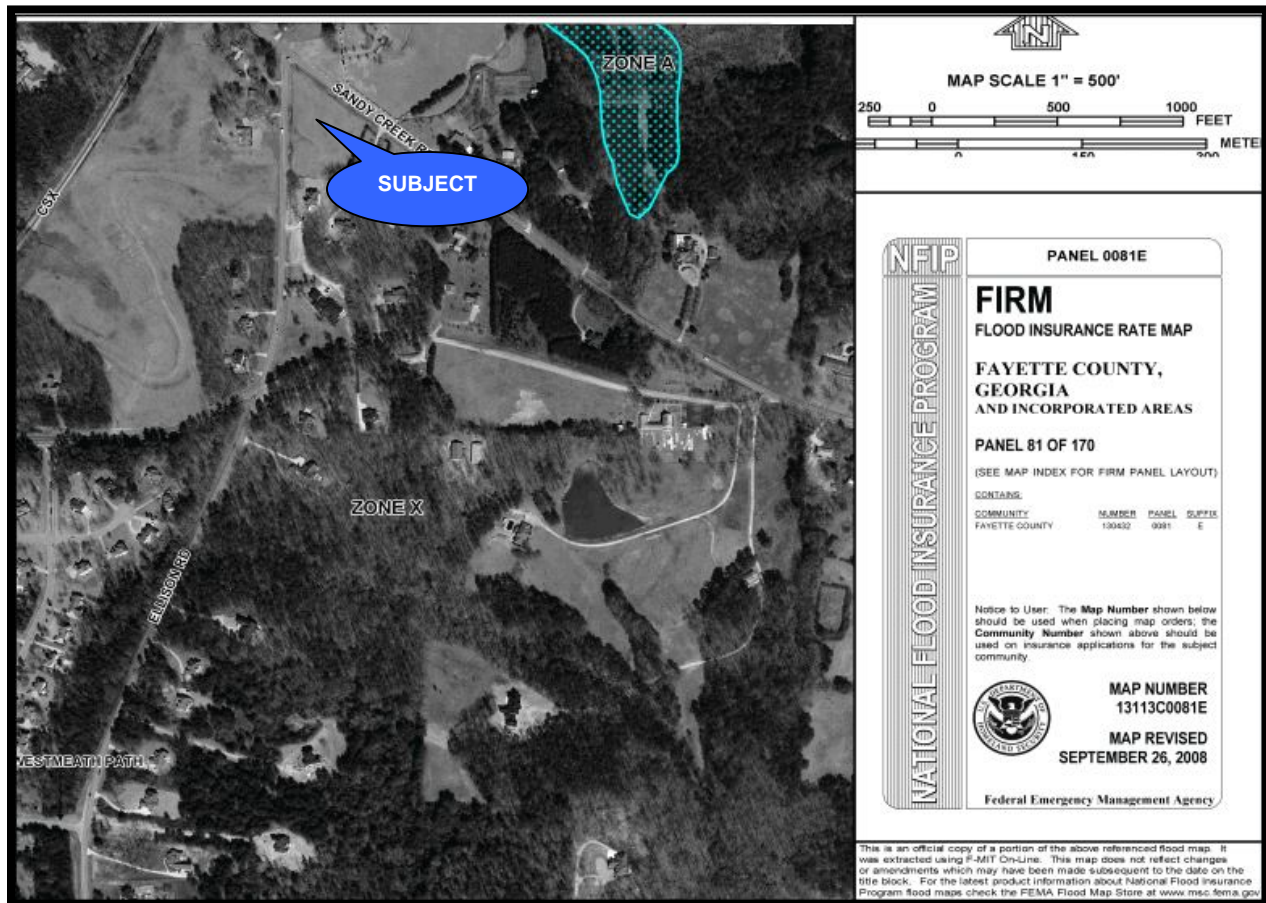 ZONE A
SANDY CREEK R
SUBJECT
CSX
ZONE X
ELLISON RD
WESTMEATH PATH
N
MAP SCALE 1" = 500'
250 0 500 1000
FEET
METE
0 150 300
NFIP
NATIONAL FLOOD INSURANCE PROGRAM
PANEL 0081E
FIRM
FLOOD INSURANCE RATE MAP
FAYETTE COUNTY,
GEORGIA
AND INCORPORATED AREAS
PANEL 81 OF 170
(SEE MAP INDEX FOR FIRM PANEL LAYOUT)
CONTAINS:
COMMUNITY NUMBER PANEL SUFFIX
FAYETTE COUNTY 130432 0081 E
Notice to User: The Map Number shown below
should be used when placing map orders; the
Community Number shown above should be
used on insurance applications for the subject
community.
U.S. DEPARTMENT OF
HOMELAND SECURITY
MAP NUMBER
13113C0081E
MAP REVISED
SEPTEMBER 26, 2008
Federal Emergency Management Agency
This is an official copy of a portion of the above referenced flood map. It
was extracted using F-MIT On-Line. This map does not reflect changes
or amendments which may have been made subsequent to the date on the
title block. For the latest product information about National Flood Insurance
Program flood maps check the FEMA Flood Map Store at www.msc.fema.gov